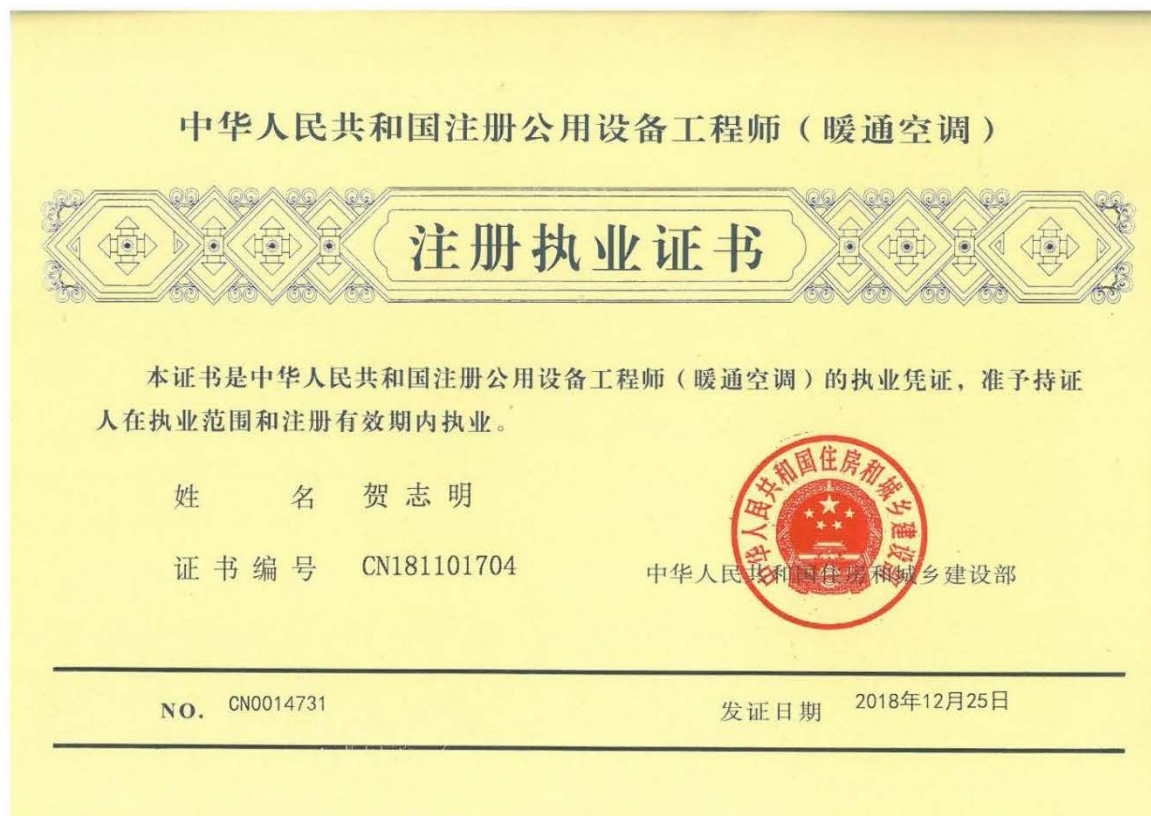 中华人民共和国注册公用设备工程师（暖通空调）
注册执业证书
本证书是中华人民共和国注册公用设备工程师（暖通空调）的执业凭证，准予持证
人在执业范围和注册有效期内执业。
姓名 贺志明
证书编号 CN181101704
中华人民共和国住房和城乡建设部
中华人民共和国住房和城乡建设部
NO. CN0014731
发证日期 2018年12月25日